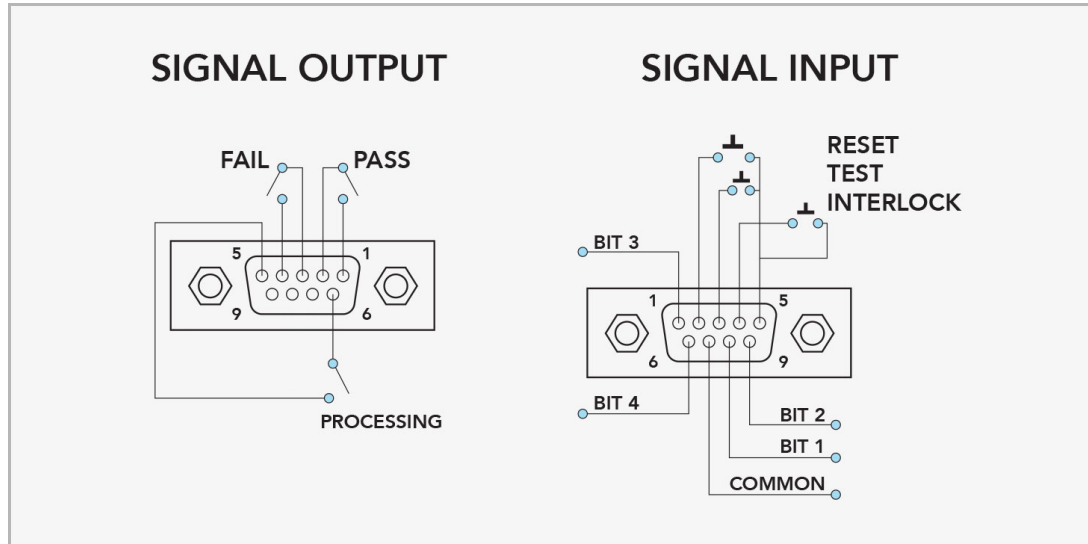 SIGNAL OUTPUT
SIGNAL INPUT
FAIL
PASS
5
1
9
6
PROCESSING
RESET
TEST
INTERLOCK
BIT 3
1
5
6
9
BIT 4
BIT 2
BIT 1
COMMON